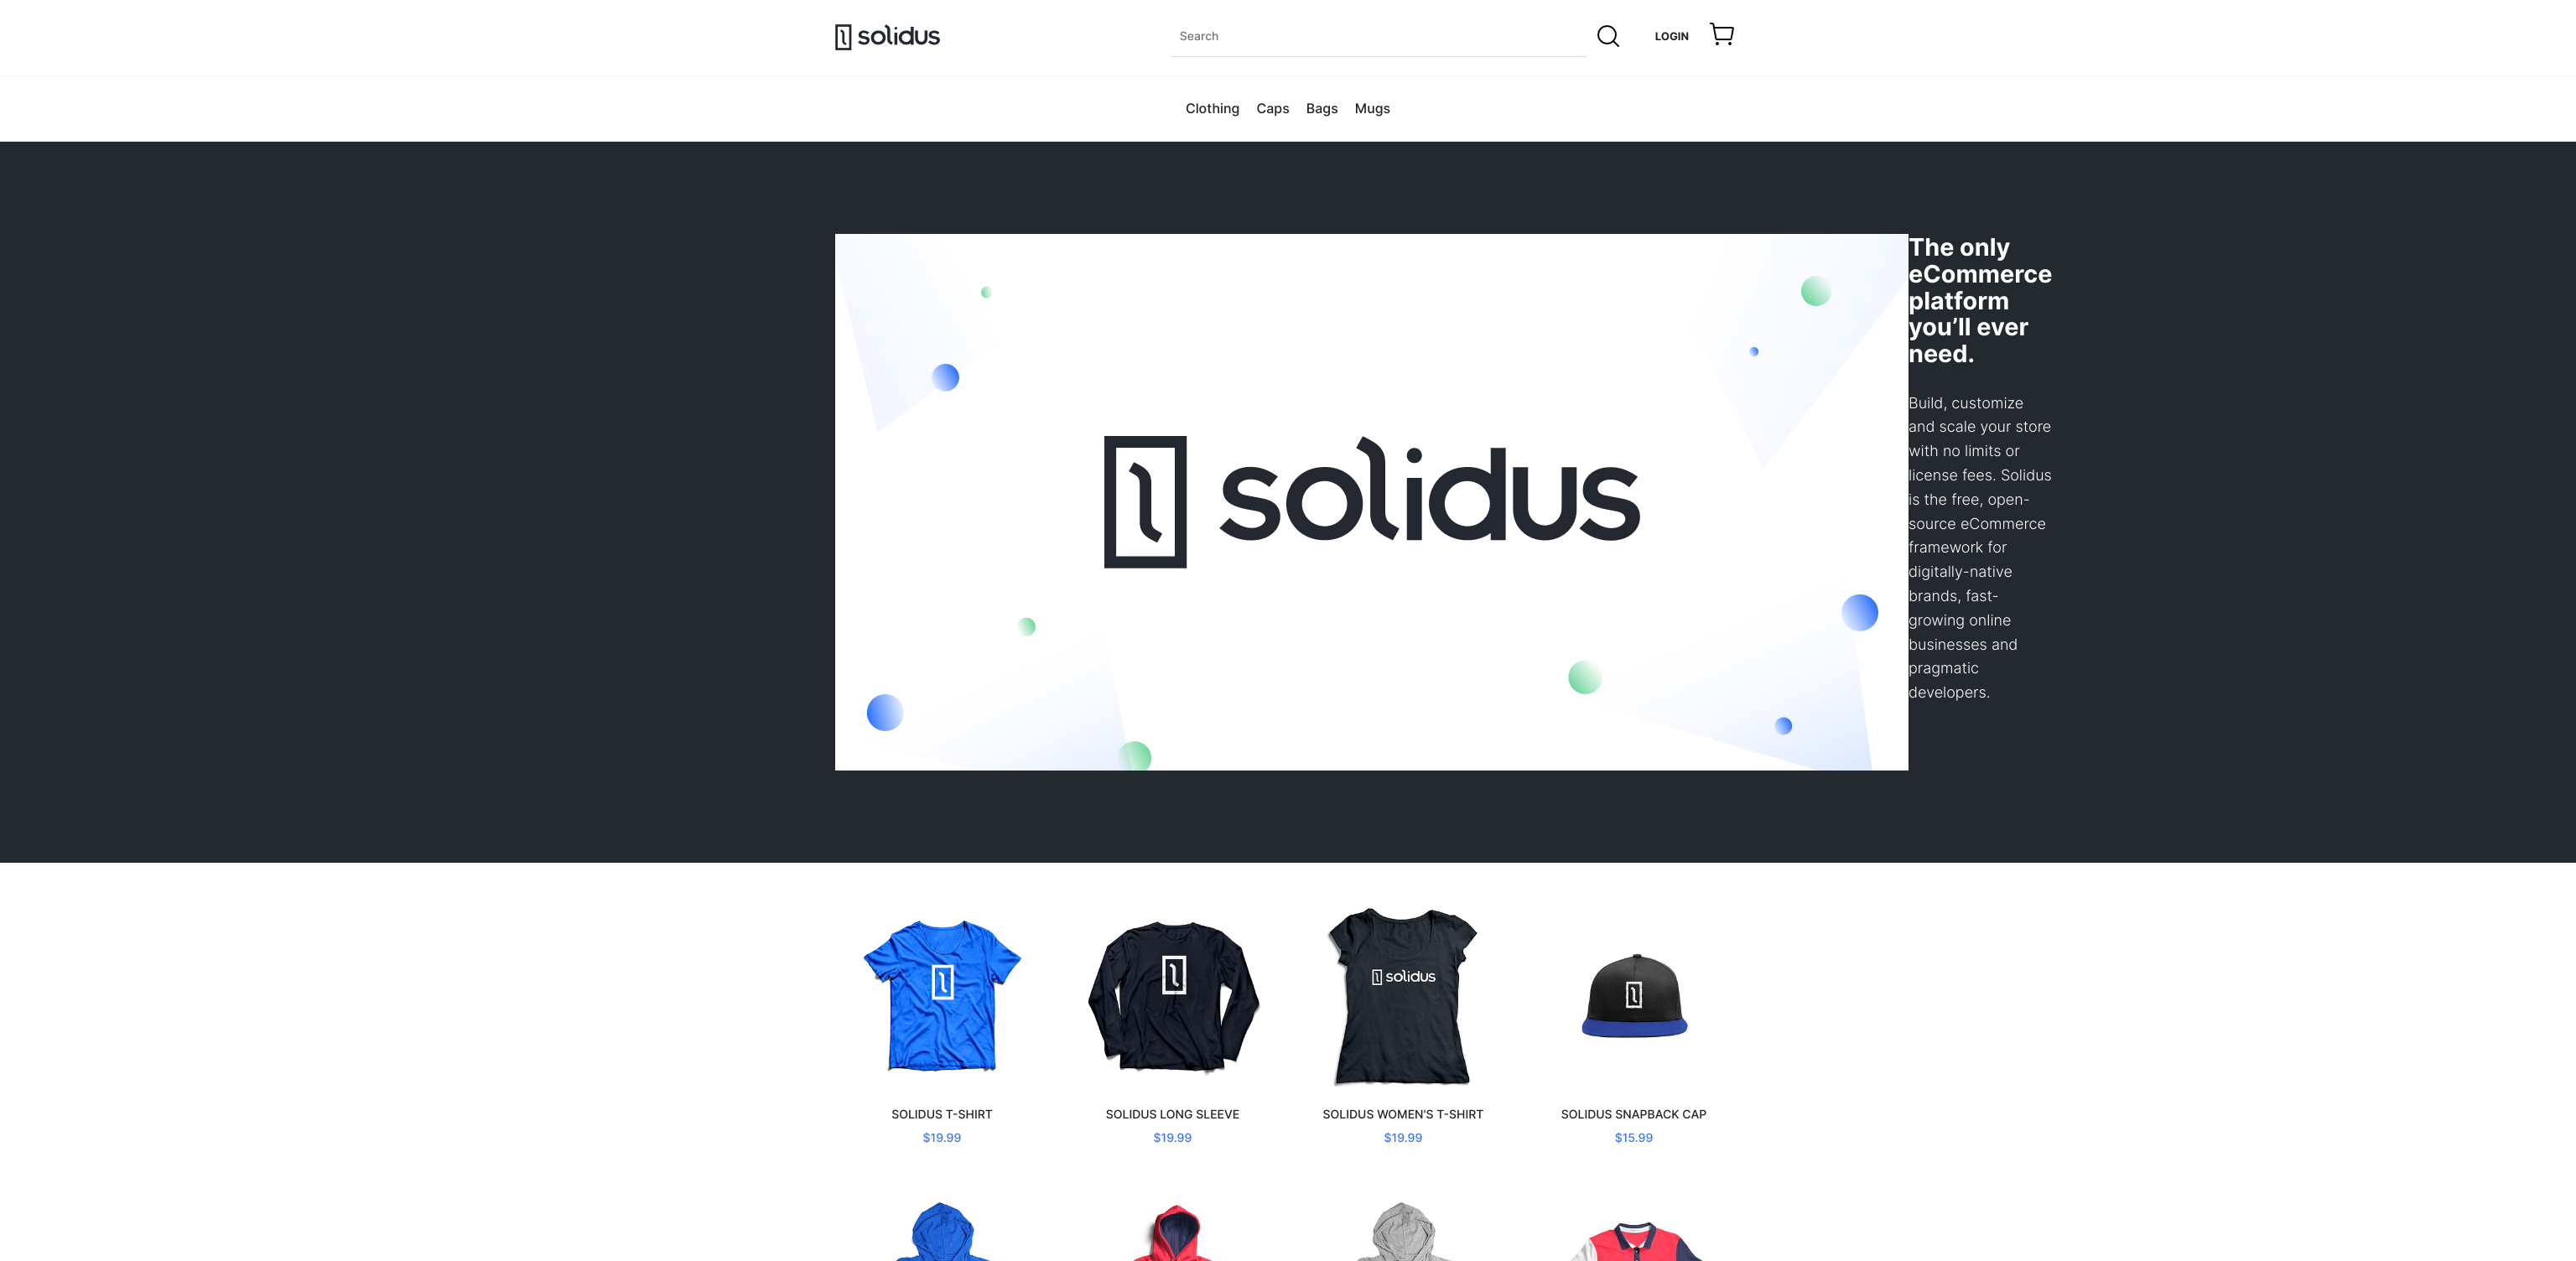 solidus
Search
LOGIN
Clothing Caps Bags Mugs
solidus
The only
eCommerce
platform
you’ll ever
need.
Build, customize
and scale your store
with no limits or
license fees. Solidus
is the free, open-
source eCommerce
framework for
digitally-native
brands, fast-
growing online
businesses and
pragmatic
developers.
solidus
SOLIDUS T-SHIRT
$19.99
SOLIDUS LONG SLEEVE
$19.99
SOLIDUS WOMEN'S T-SHIRT
$19.99
SOLIDUS SNAPBACK CAP
$15.99